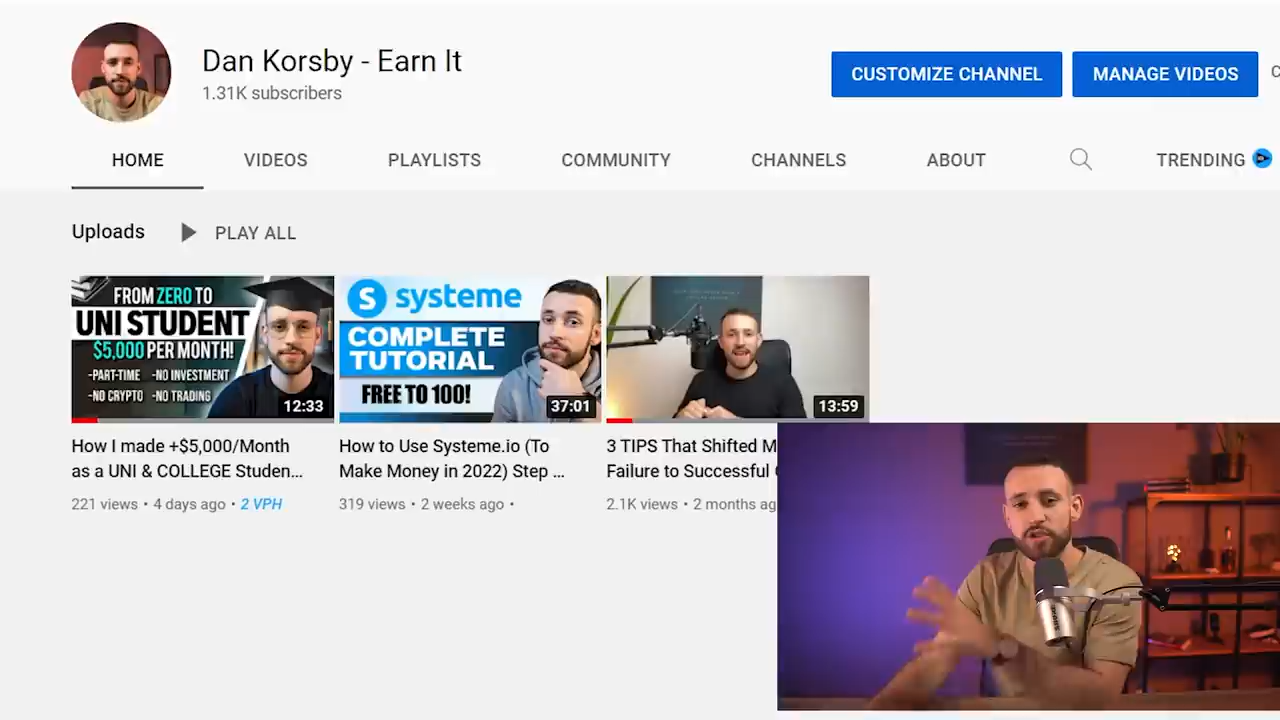 Dan Korsby - Earn It
1.31K subscribers
CUSTOMIZE CHANNEL
MANAGE VIDEOS
C
HOME
VIDEOS
PLAYLISTS
COMMUNITY
CHANNELS
ABOUT
TRENDING
Uploads
PLAY ALL
FROM ZERO TO
UNI STUDENT
$5,000 PER MONTH!
-PART-TIME -NO INVESTMENT
-NO CRYPTO -NO TRADING
12:33
S systeme
COMPLETE
TUTORIAL
FREE TO 100!
37:01
13:59
How I made +$5,000/Month
as a UNI & COLLEGE Studen...
221 views • 4 days ago • 2 VPH
How to Use Systeme.io (To
Make Money in 2022) Step ...
319 views • 2 weeks ago •
3 TIPS That Shifted M
Failure to Successful
2.1K views • 2 months ag